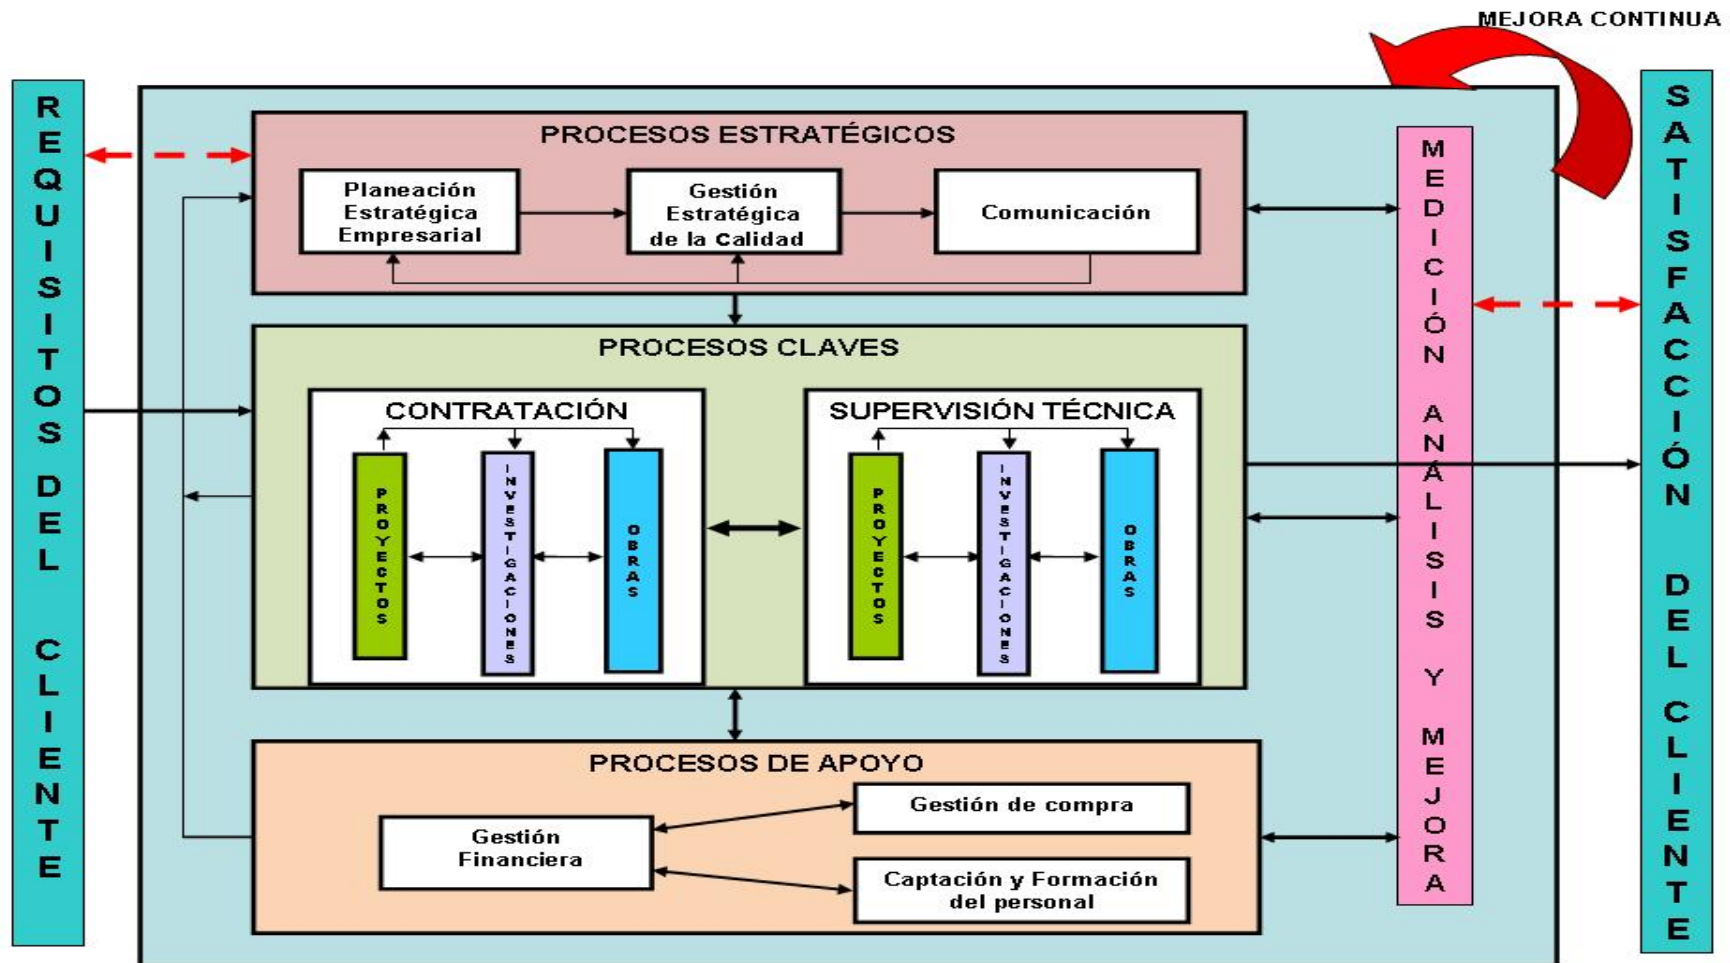 MEJORA CONTINUA
REQUISITOS DEL CLIENTE
PROCESOS ESTRATÉGICOS
Planeación
Estratégica
Empresarial
Gestión
Estratégica
de la Calidad
Comunicación
PROCESOS CLAVES
CONTRATACIÓN
PROYECTOS
INVESTIGACIONES
OBRAS
SUPERVISIÓN TÉCNICA
PROYECTOS
INVESTIGACIONES
OBRAS
PROCESOS DE APOYO
Gestión
Financiera
Gestión de compra
Captación y Formación
del personal
MEDICIÓN ANÁLISIS Y MEJORA
SATISFACCIÓN DEL CLIENTE